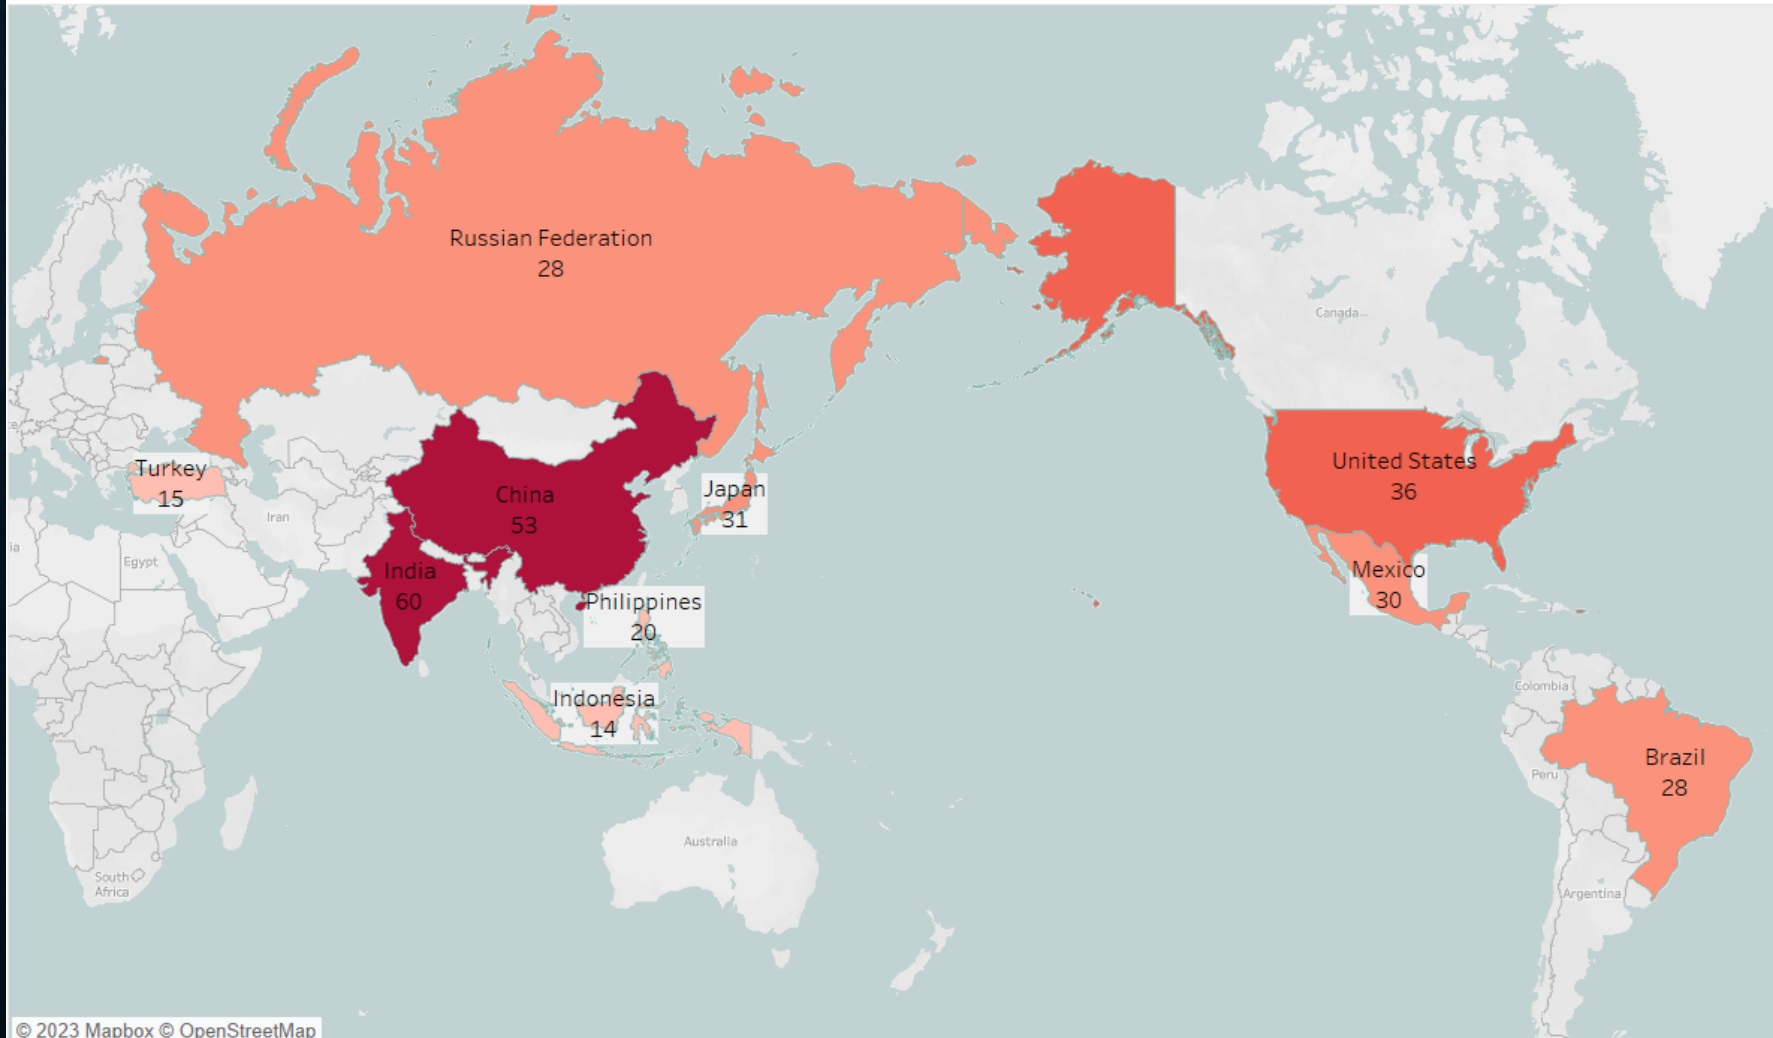 Russian Federation
28
Canada
Turkey
15
China
53
Japan
31
United States
36
Iran
Egypt
India
60
Philippines
20
Mexico
30
Indonesia
14
Colombia
Peru
Brazil
28
Australia
South
Africa
Argentina
© 2023 Mapbox © OpenStreetMap